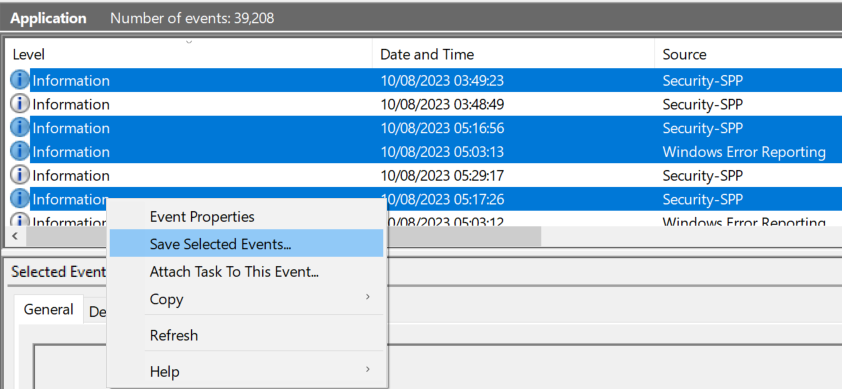 Application Number of events: 39,208
Level Date and Time Source
Information 10/08/2023 03:49:23 Security-SPP
Information 10/08/2023 03:48:49 Security-SPP
Information 10/08/2023 05:16:56 Security-SPP
Information 10/08/2023 05:03:13 Windows Error Reporting
Information 10/08/2023 05:29:17 Security-SPP
Information 10/08/2023 05:17:26 Security-SPP
Information 10/08/2023 05:03:12 Windows Error Reporting
Event Properties
Save Selected Events...
Attach Task To This Event...
Copy
Refresh
Help
Selected Event
General De